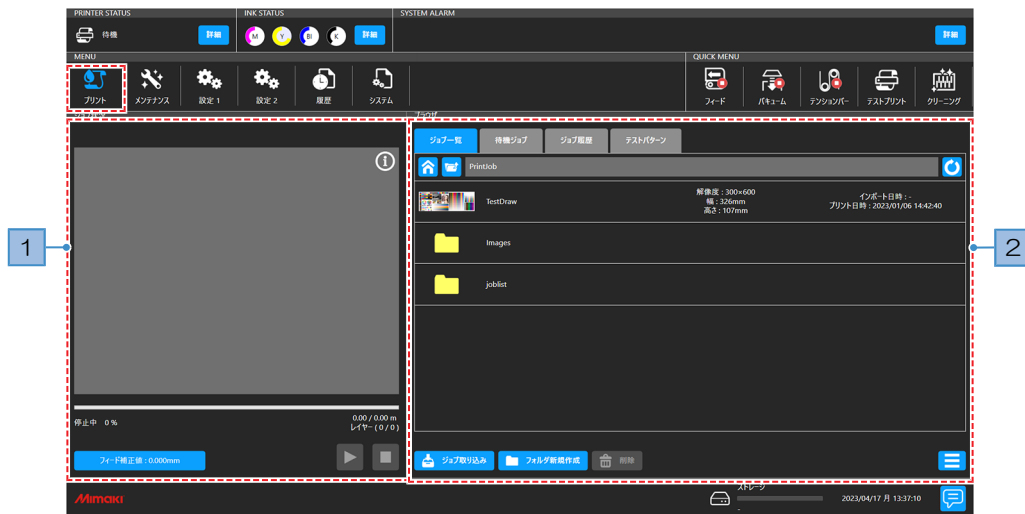 PRINTER STATUS
INK STATUS
SYSTEM ALARM
待機
詳細
M
Y
Bl
K
詳細
詳細
MENU
QUICK MENU
プリント
メンテナンス
設定 1
設定 2
履歴
システム
フィード
バキューム
テンションバー
テストプリント
クリーニング
ブラウザ
ジョブ一覧
待機ジョブ
ジョブ履歴
テストパターン
PrintJob
TestDraw
解像度 : 300×600
幅 : 326mm
高さ : 107mm
インポート日時 : -
プリント日時 : 2023/01/06 14:42:40
Images
joblist
1
2
停止中 0 %
0.00 / 0.00 m
レイヤー ( 0 / 0 )
フィード補正値 : 0.000mm
ジョブ取り込み
フォルダ新規作成
削除
Mimaki
ストレージ
-
2023/04/17 月 13:37:10